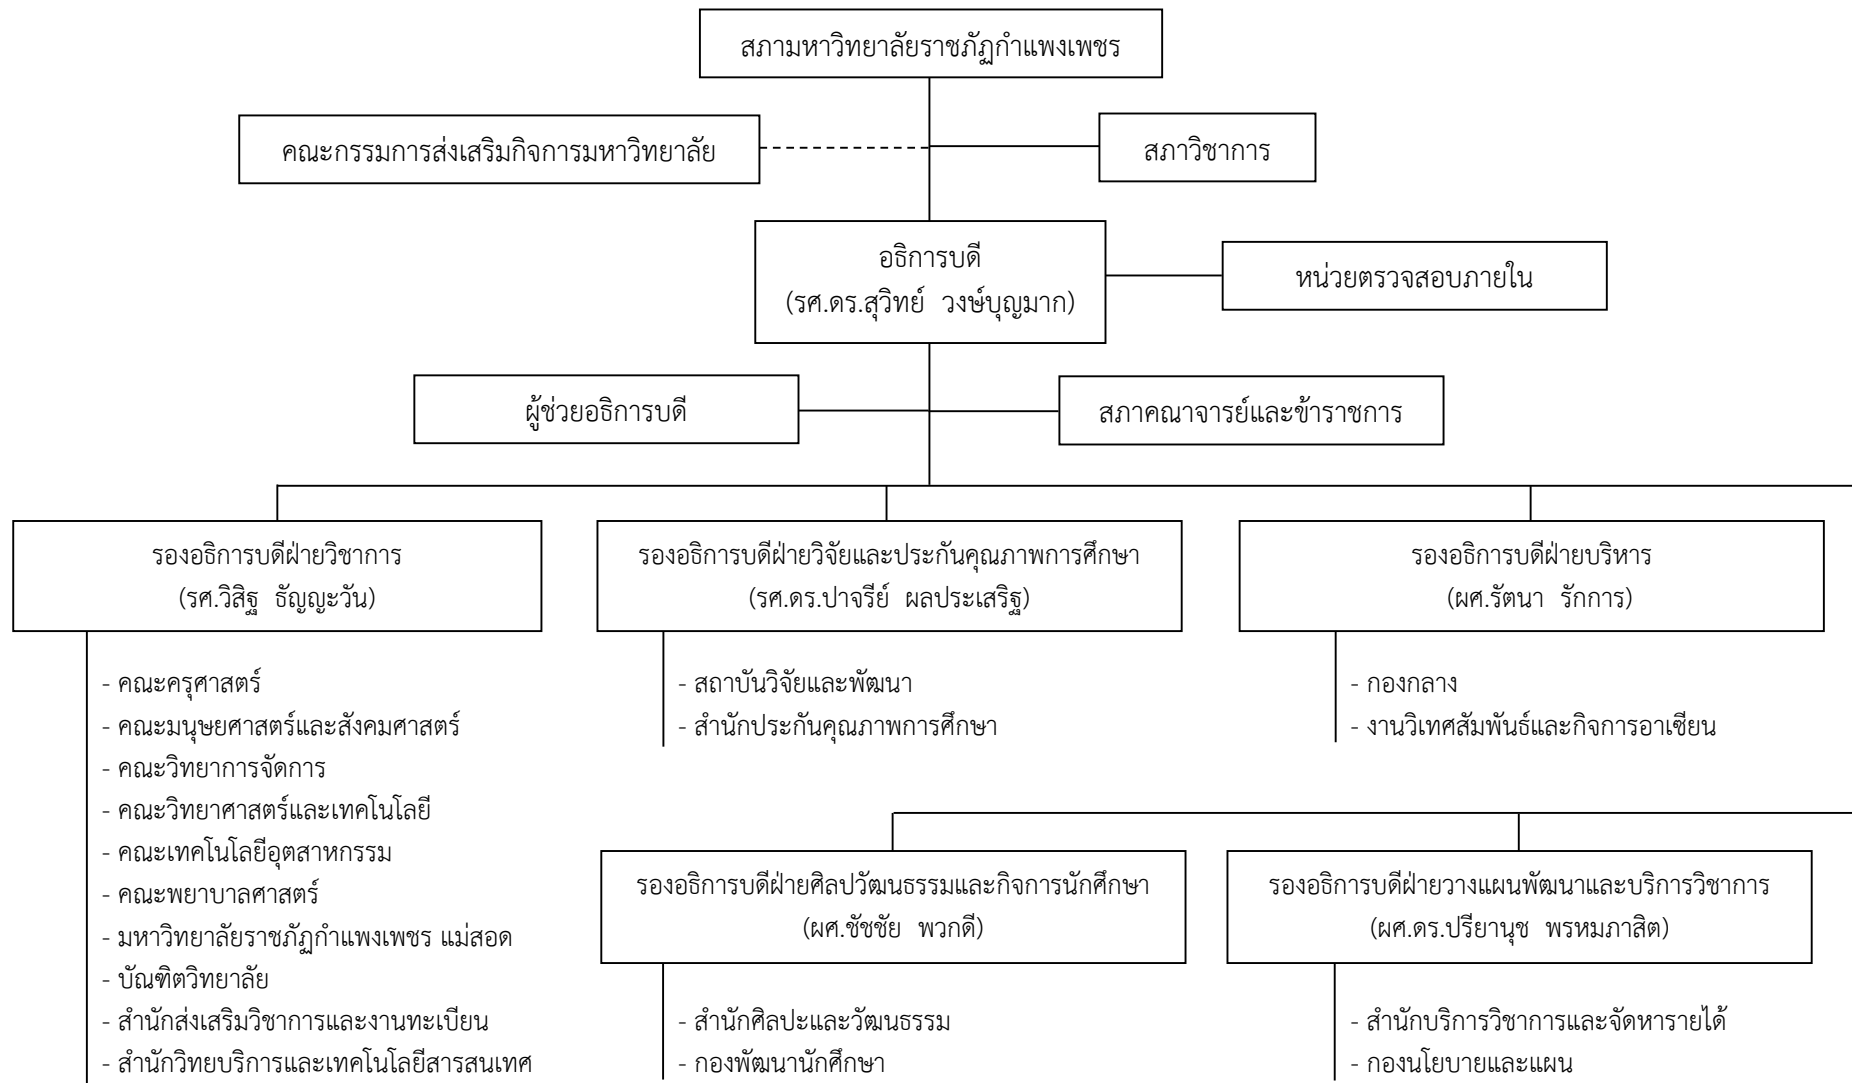 สภามหาวิทยาลัยราชภัฏกำแพงเพชร
คณะกรรมการส่งเสริมกิจการมหาวิทยาลัย
สภาวิชาการ
อธิการบดี
(รศ.ดร.สุวิทย์ วงษ์บุญมาก)
หน่วยตรวจสอบภายใน
ผู้ช่วยอธิการบดี
สภาคณาจารย์และข้าราชการ
รองอธิการบดีฝ่ายวิชาการ
(รศ.วิสิฐ ธัญญะวัน)
- คณะครุศาสตร์
- คณะมนุษยศาสตร์และสังคมศาสตร์
- คณะวิทยาการจัดการ
- คณะวิทยาศาสตร์และเทคโนโลยี
- คณะเทคโนโลยีอุตสาหกรรม
- คณะพยาบาลศาสตร์
- มหาวิทยาลัยราชภัฏกำแพงเพชร แม่สอด
- บัณฑิตวิทยาลัย
- สำนักส่งเสริมวิชาการและงานทะเบียน
- สำนักวิทยบริการและเทคโนโลยีสารสนเทศ
รองอธิการบดีฝ่ายวิจัยและประกันคุณภาพการศึกษา
(รศ.ดร.ปาจรีย์ ผลประเสริฐ)
- สถาบันวิจัยและพัฒนา
- สำนักประกันคุณภาพการศึกษา
รองอธิการบดีฝ่ายบริหาร
(ผศ.รัตนา รักการ)
- กองกลาง
- งานวิเทศสัมพันธ์และกิจการอาเซียน
รองอธิการบดีฝ่ายศิลปวัฒนธรรมและกิจการนักศึกษา
(ผศ.ชัชชัย พวกดี)
- สำนักศิลปะและวัฒนธรรม
- กองพัฒนานักศึกษา
รองอธิการบดีฝ่ายวางแผนพัฒนาและบริการวิชาการ
(ผศ.ดร.ปรียานุช พรหมภาสิต)
- สำนักบริการวิชาการและจัดหารายได้
- กองนโยบายและแผน